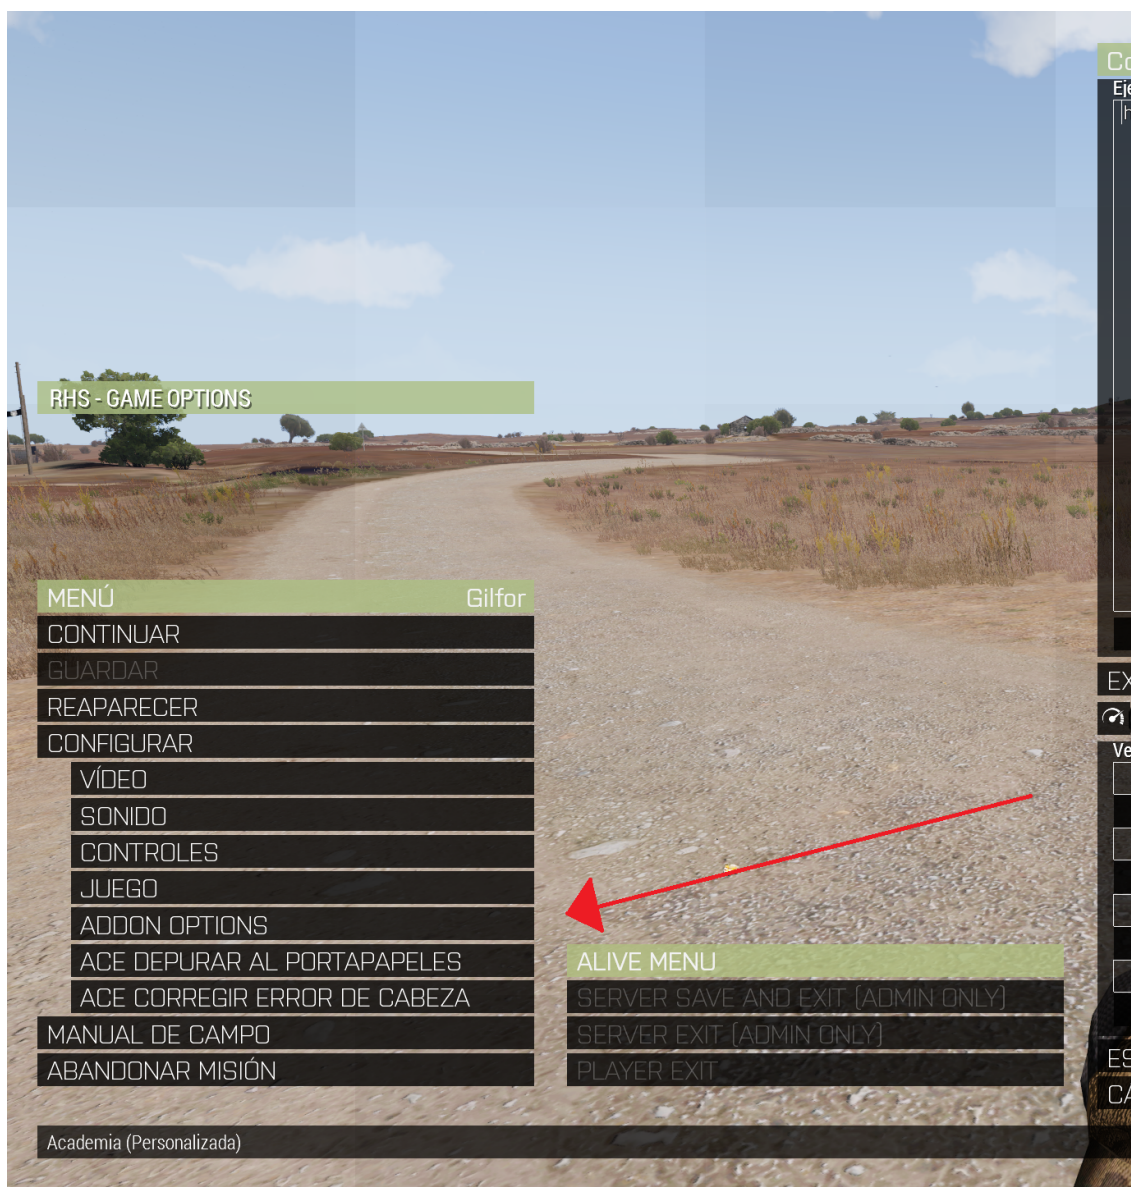 RHS - GAME OPTIONS
MENÚ Gilfor
CONTINUAR
GUARDAR
REAPARECER
CONFIGURAR
VÍDEO
SONIDO
CONTROLES
JUEGO
ADDON OPTIONS
ACE DEPURAR AL PORTAPAPELES
ACE CORREGIR ERROR DE CABEZA
MANUAL DE CAMPO
ABANDONAR MISIÓN
ALIVE MENU
SERVER SAVE AND EXIT (ADMIN ONLY)
SERVER EXIT (ADMIN ONLY)
PLAYER EXIT
Academia (Personalizada)